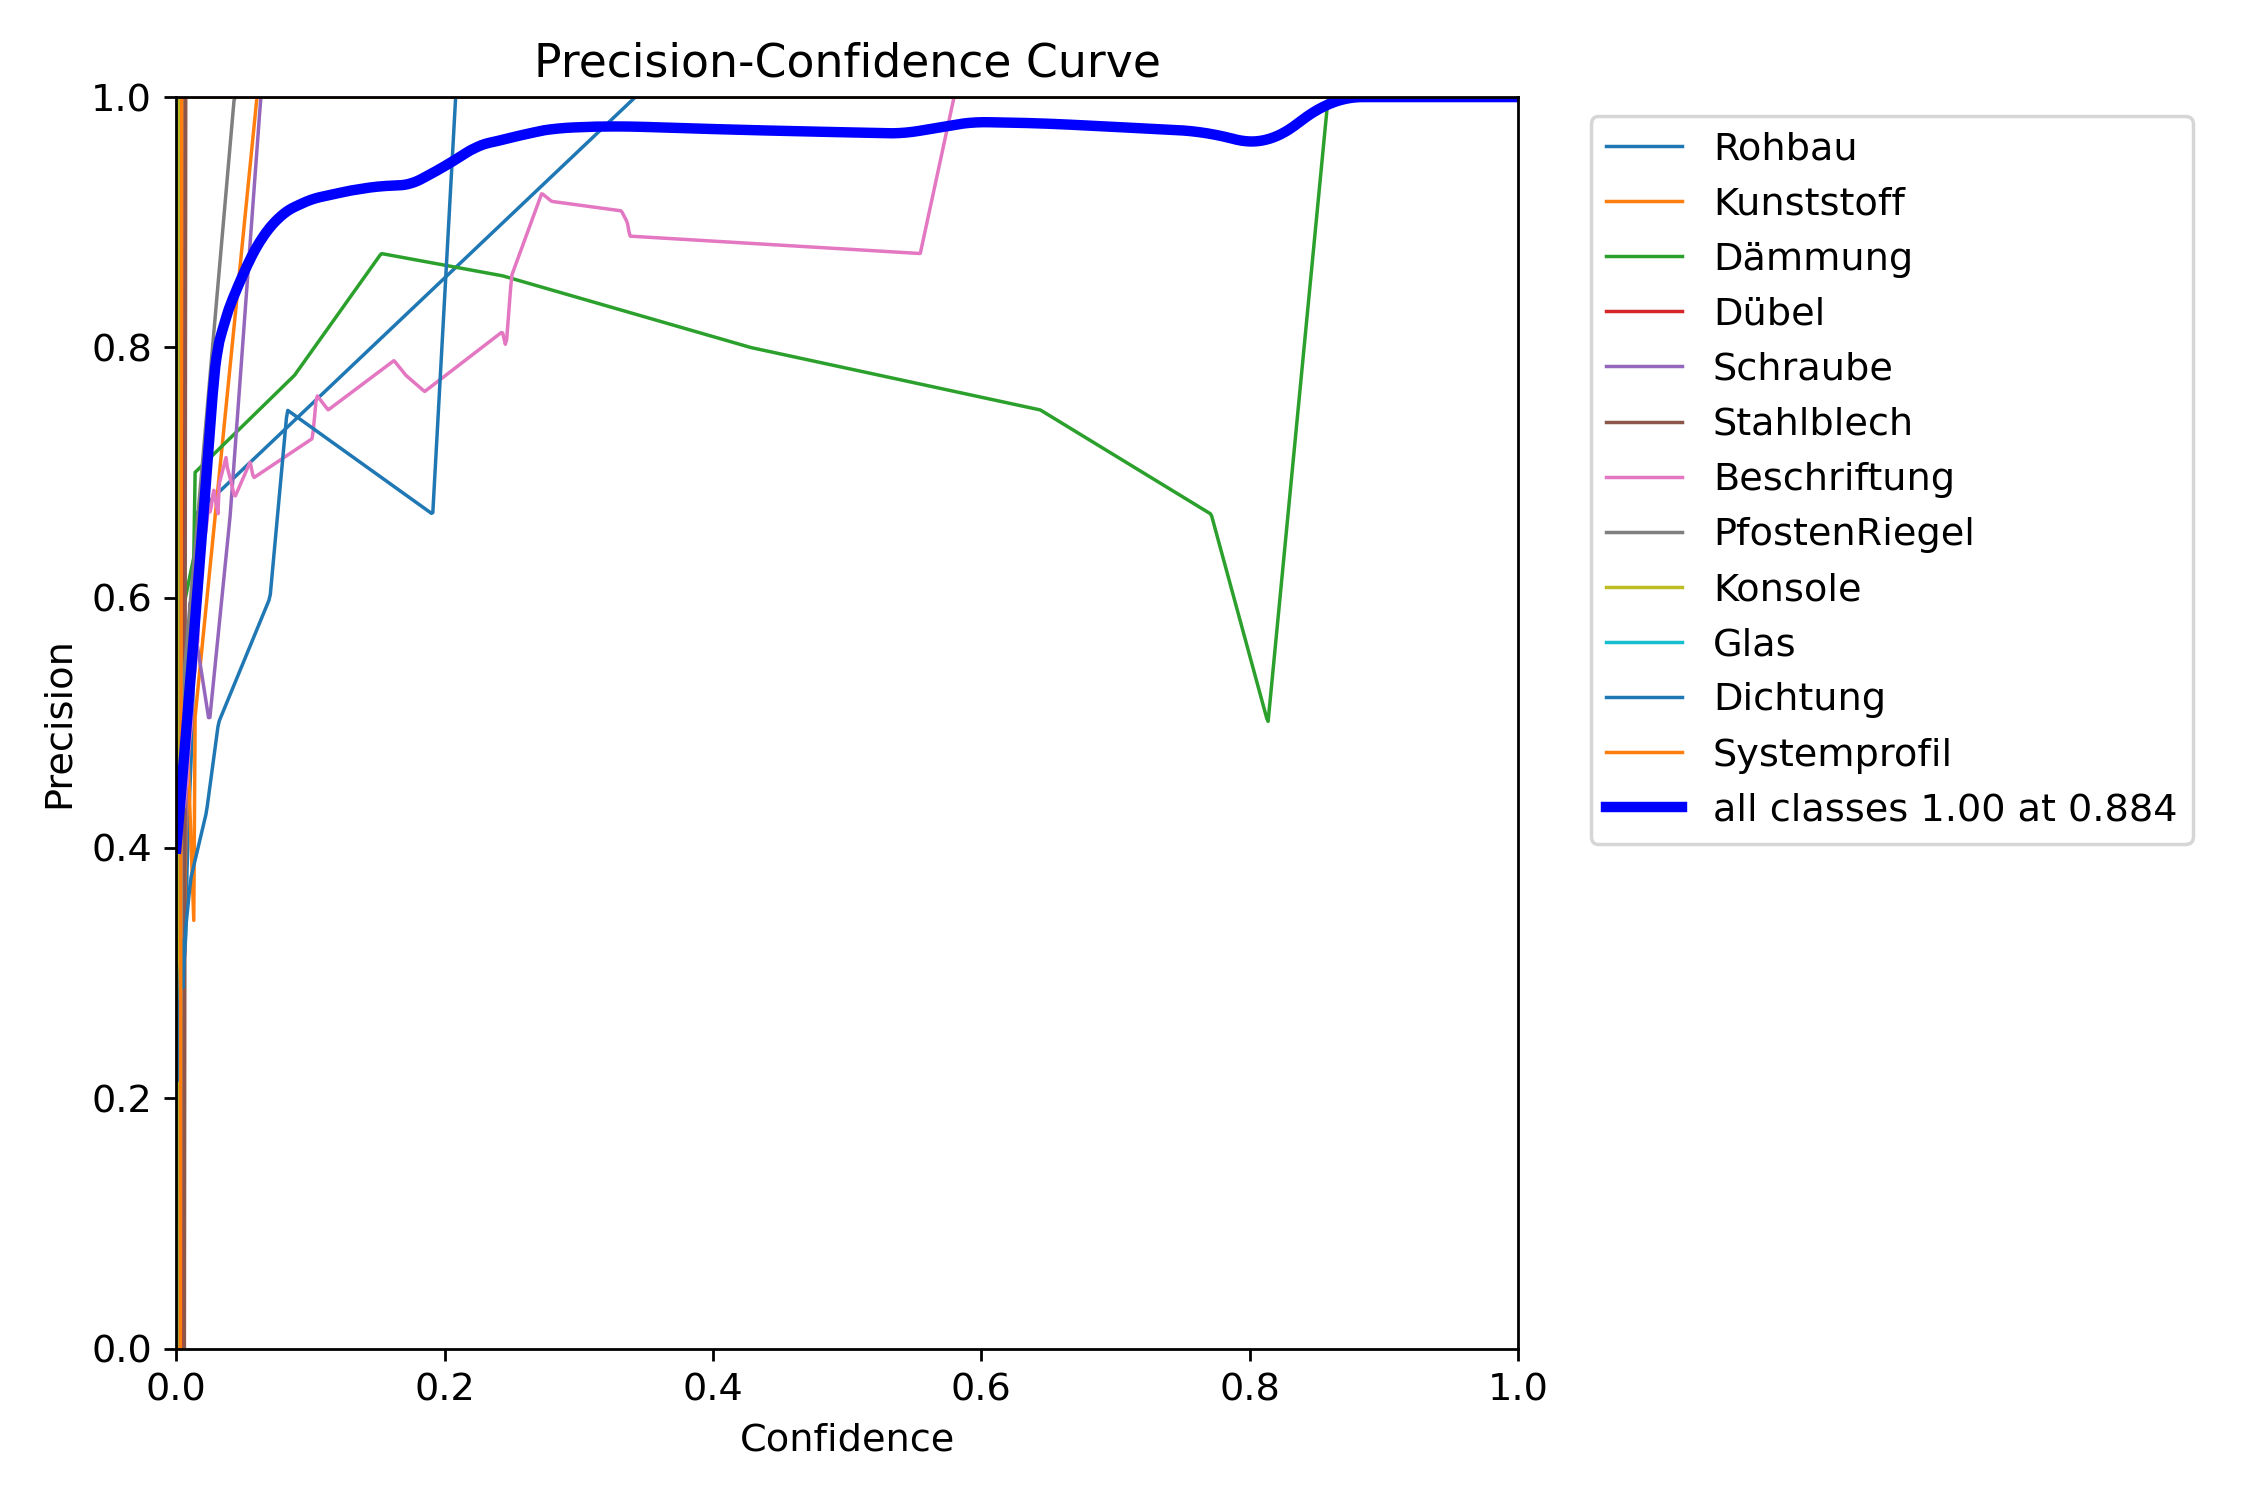 Precision-Confidence Curve
1.0
0.8
0.6
0.4
0.2
0.0
Precision
0.0 0.2 0.4 0.6 0.8 1.0
Confidence
Rohbau
Kunststoff
Dämmung
Dübel
Schraube
Stahlblech
Beschriftung
PfostenRiegel
Konsole
Glas
Dichtung
Systemprofil
all classes 1.00 at 0.884